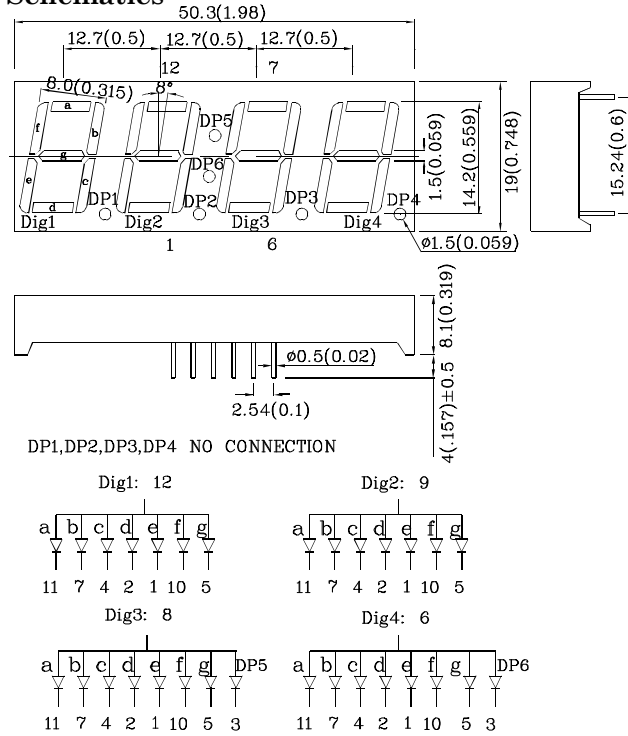 Schematics
50.3(1.98)
12.7(0.5) 12.7(0.5) 12.7(0.5)
12 7
8.0(0.315) 8°
a
f b
g
e c
d
DP5
DP6
DP1 DP2 DP3 DP4
Dig1 Dig2 Dig3 Dig4
1 6
1.5(0.059)
14.2(0.559)
19(0.748)
15.24(0.6)
ø1.5(0.059)
8.1(0.319)
ø0.5(0.02)
2.54(0.1)
4(.157)±0.5
DP1,DP2,DP3,DP4 NO CONNECTION
Dig1: 12 Dig2: 9
a b c d e f g a b c d e f g
11 7 4 2 1 10 5 11 7 4 2 1 10 5
Dig3: 8 Dig4: 6
a b c d e f g DP5 a b c d e f g DP6
11 7 4 2 1 10 5 3 11 7 4 2 1 10 5 3